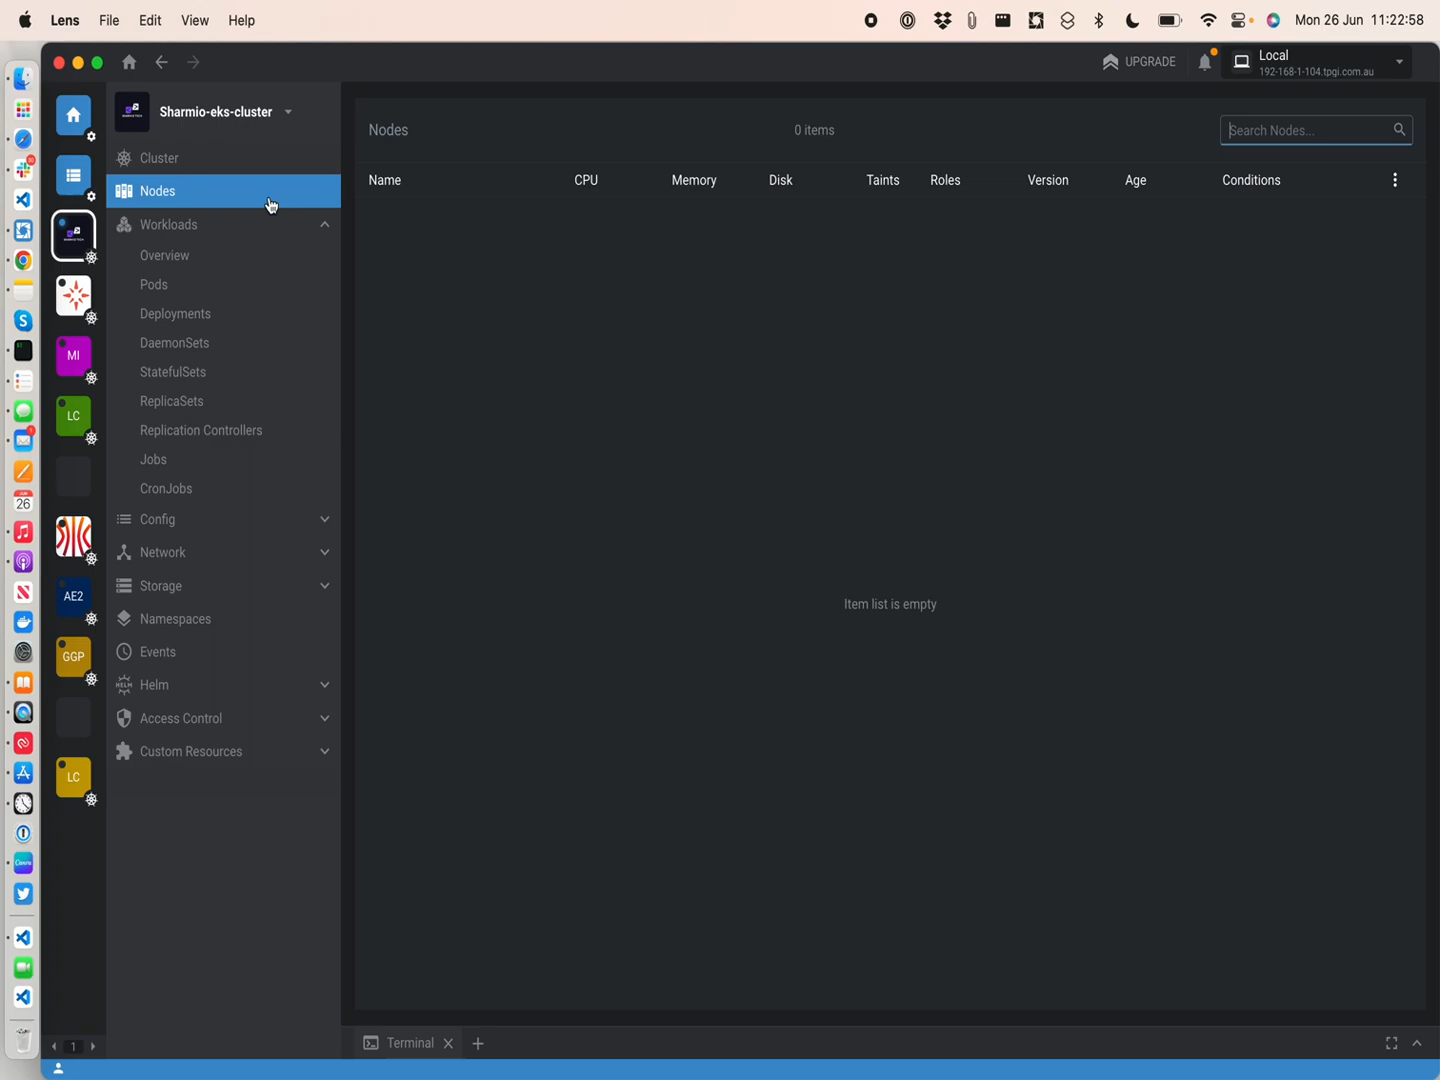 Lens File Edit View Help
Mon 26 Jun 11:22:58
UPGRADE
Local
192-168-1-104.tpgi.com.au
Sharmio-eks-cluster
Cluster
Nodes
Workloads
Overview
Pods
Deployments
DaemonSets
StatefulSets
ReplicaSets
Replication Controllers
Jobs
CronJobs
Config
Network
Storage
Namespaces
Events
Helm
Access Control
Custom Resources
MI
LC
AE2
GGP
LC
26
1
Nodes
0 items
Search Nodes...
Name CPU Memory Disk Taints Roles Version Age Conditions
Item list is empty
Terminal